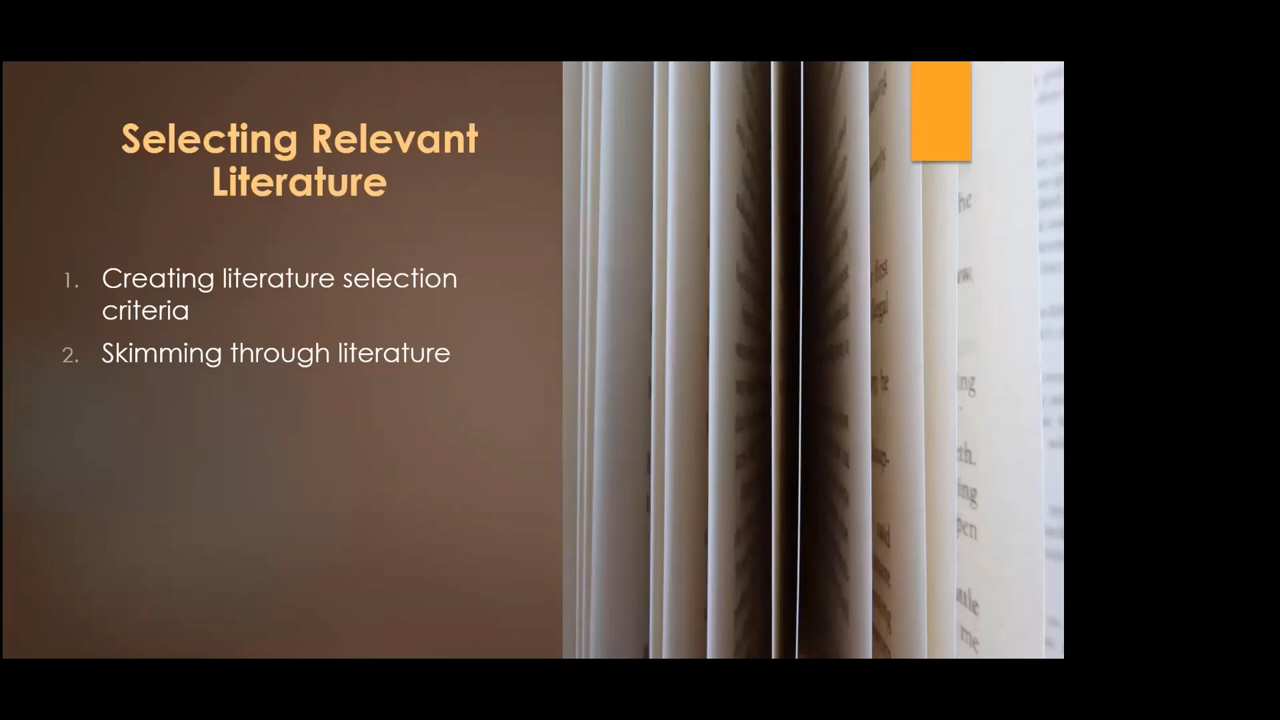 Selecting Relevant
Literature
1. Creating literature selection
criteria
2. Skimming through literature